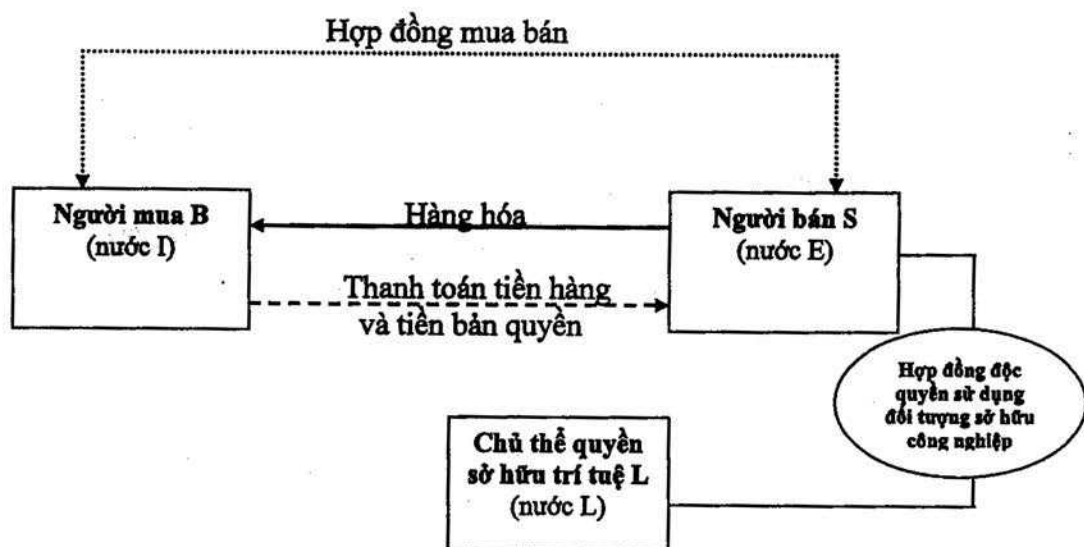 Hợp đồng mua bán
Người mua B
(nước I)
Hàng hóa
Người bán S
(nước E)
Thanh toán tiền hàng
và tiền bản quyền
Hợp đồng độc
quyền sử dụng
đối tượng sở hữu
công nghiệp
Chủ thể quyền
sở hữu trí tuệ L
(nước L)